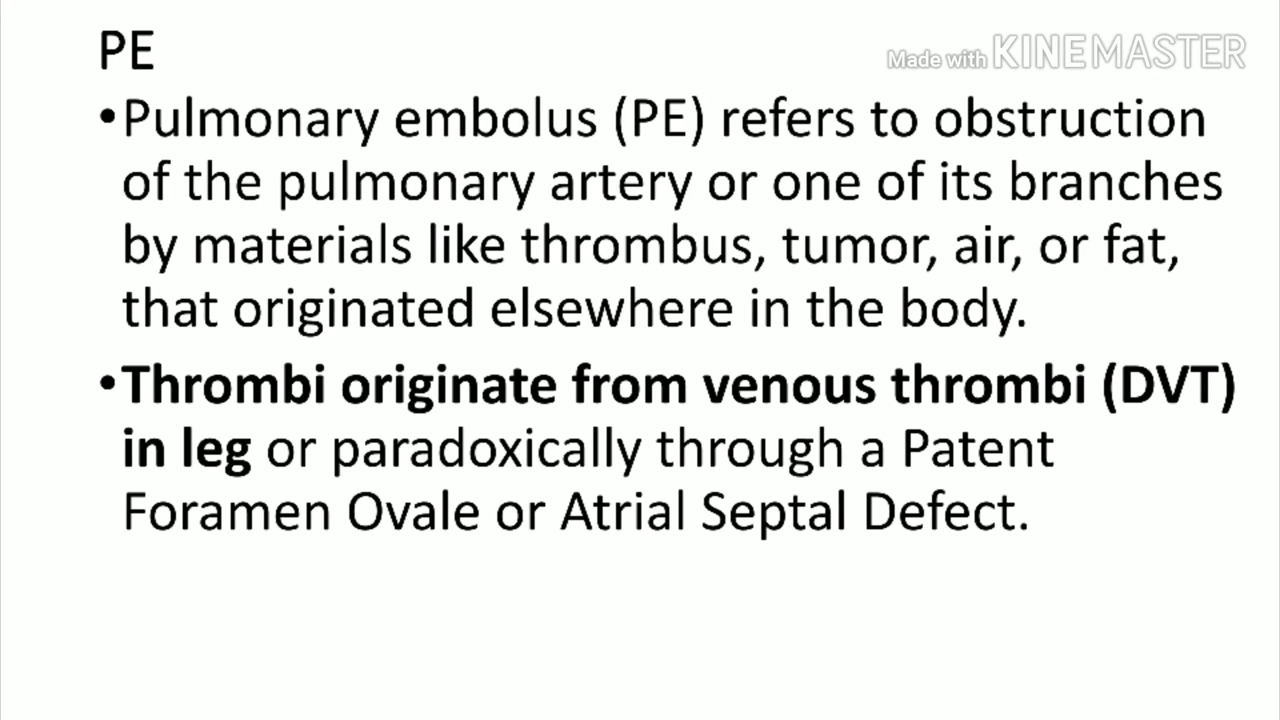 PE
Made with KINEMASTER
•Pulmonary embolus (PE) refers to obstruction
of the pulmonary artery or one of its branches
by materials like thrombus, tumor, air, or fat,
that originated elsewhere in the body.
•Thrombi originate from venous thrombi (DVT)
in leg or paradoxically through a Patent
Foramen Ovale or Atrial Septal Defect.